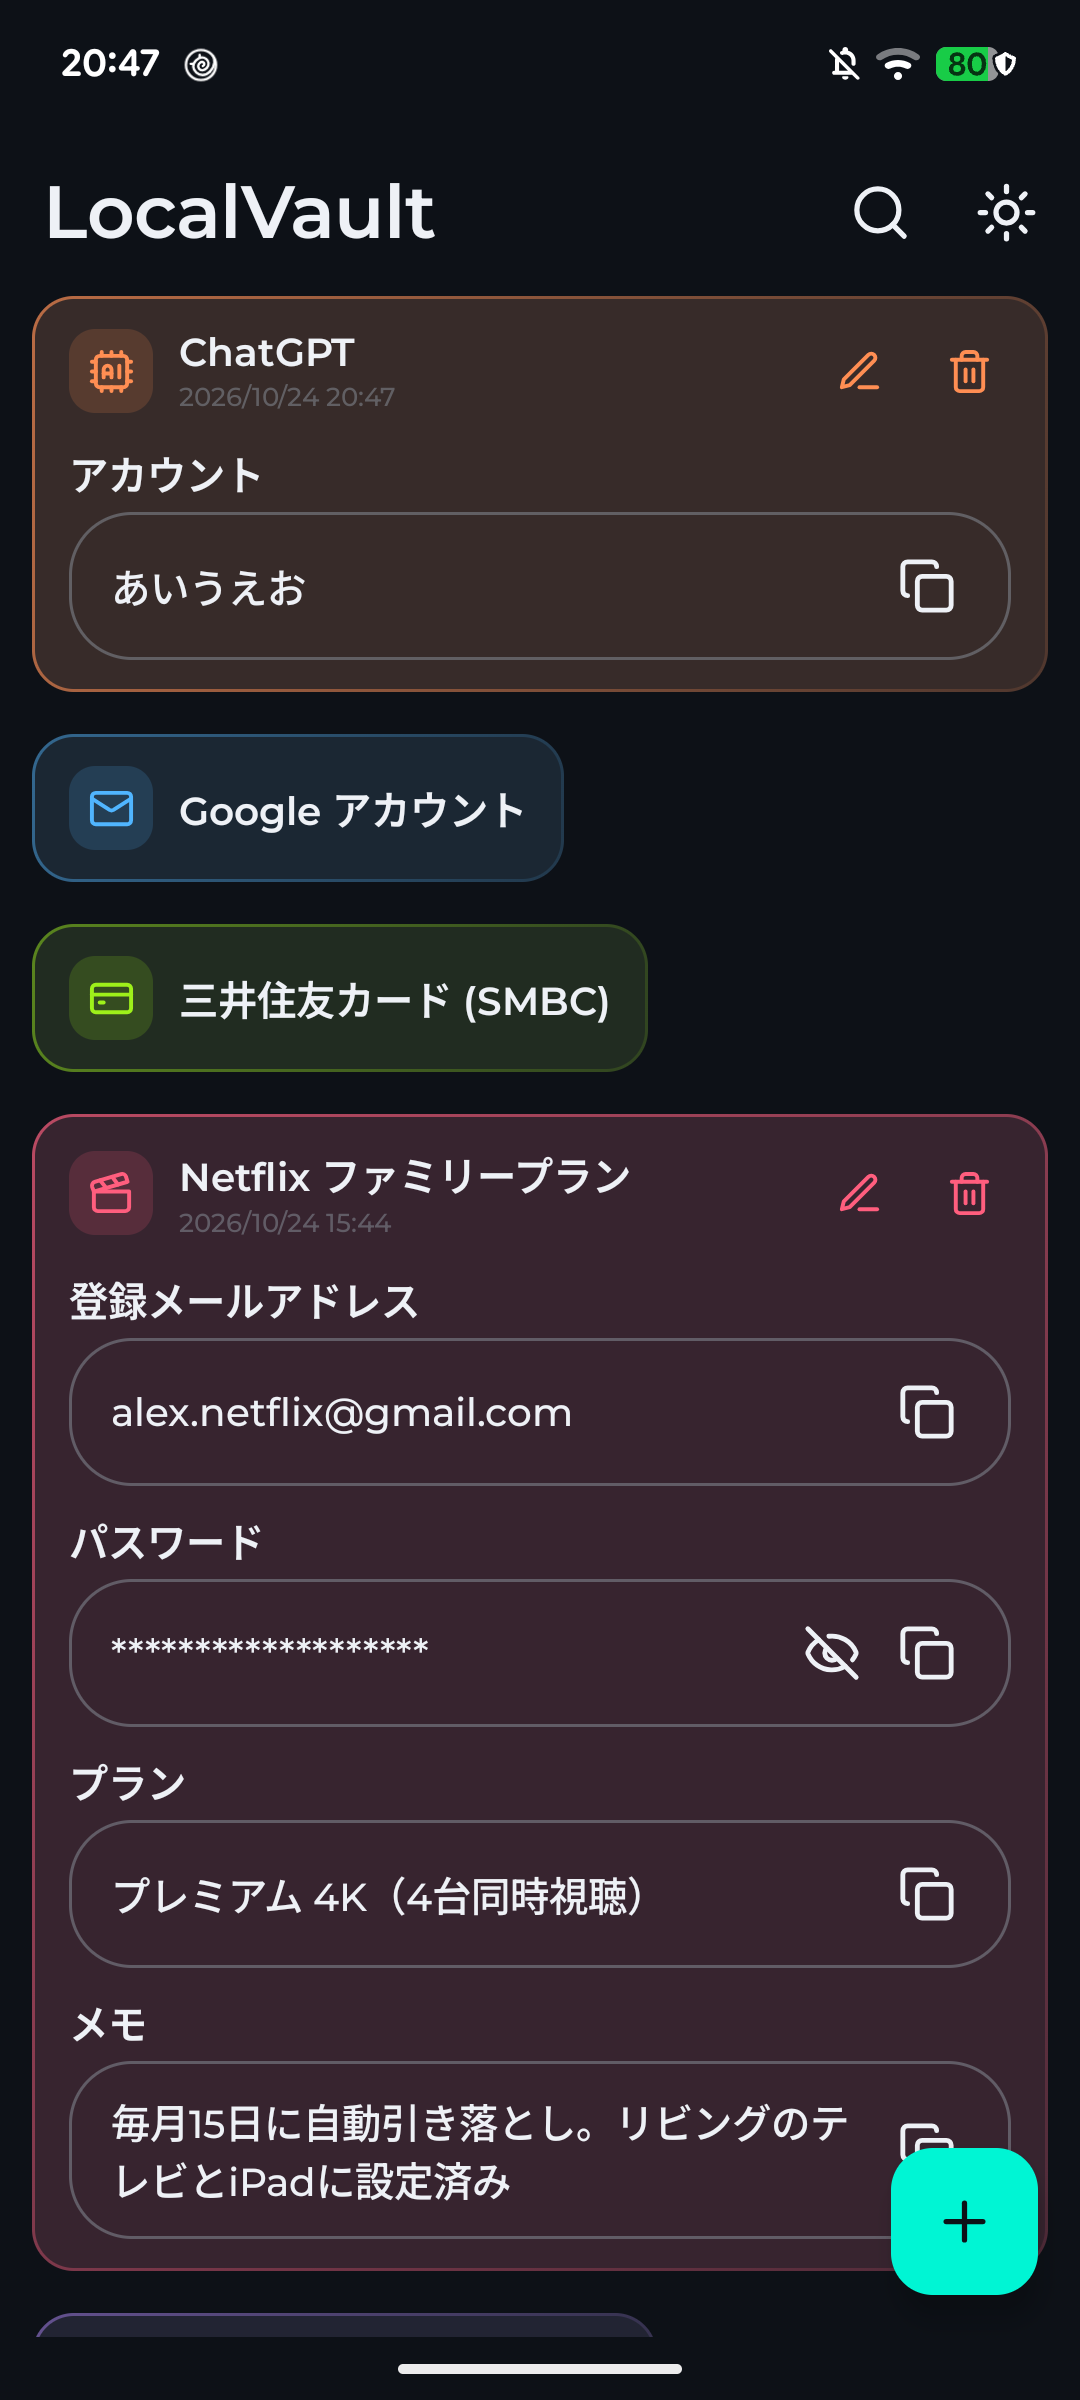 20:47
80
LocalVault
ChatGPT
2026/10/24 20:47
アカウント
あいうえお
Google アカウント
三井住友カード (SMBC)
Netflix ファミリープラン
2026/10/24 15:44
登録メールアドレス
alex.netflix@gmail.com
パスワード
*******************
プラン
プレミアム 4K（4台同時視聴）
メモ
毎月15日に自動引き落とし。リビングのテ
レビとiPadに設定済み